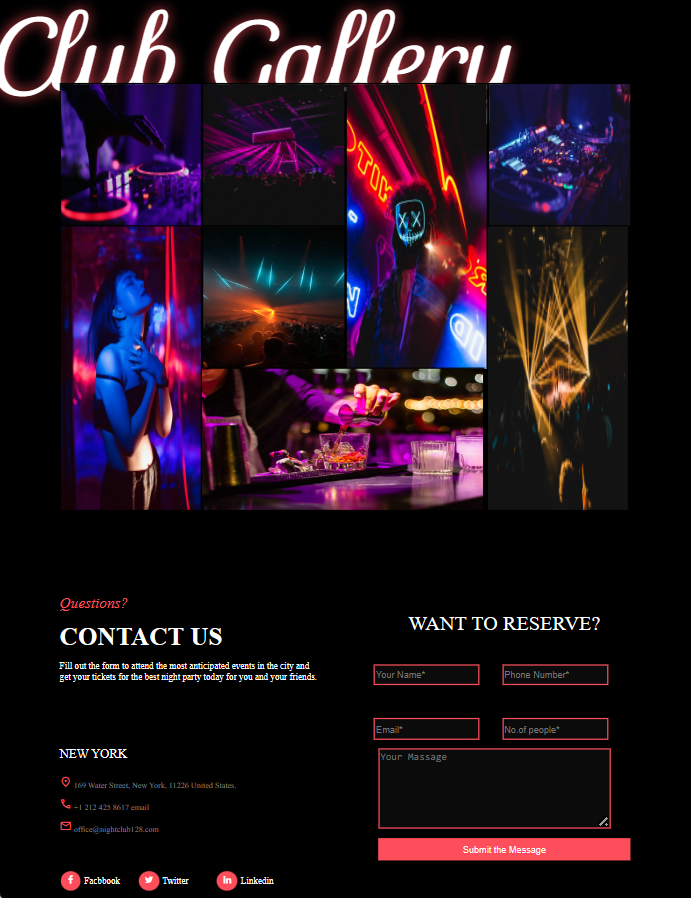 Club Gallery
Questions?
CONTACT US
Fill out the form to attend the most anticipated events in the city and
get your tickets for the best night party today for you and your friends.
NEW YORK
169 Water Street, New York, 11226 United States.
+1 212 425 8617 email
office@nightclub128.com
Facbbook
Twitter
Linkedin
WANT TO RESERVE?
Your Name*
Phone Number*
Email*
No.of people*
Your Massage
Submit the Message